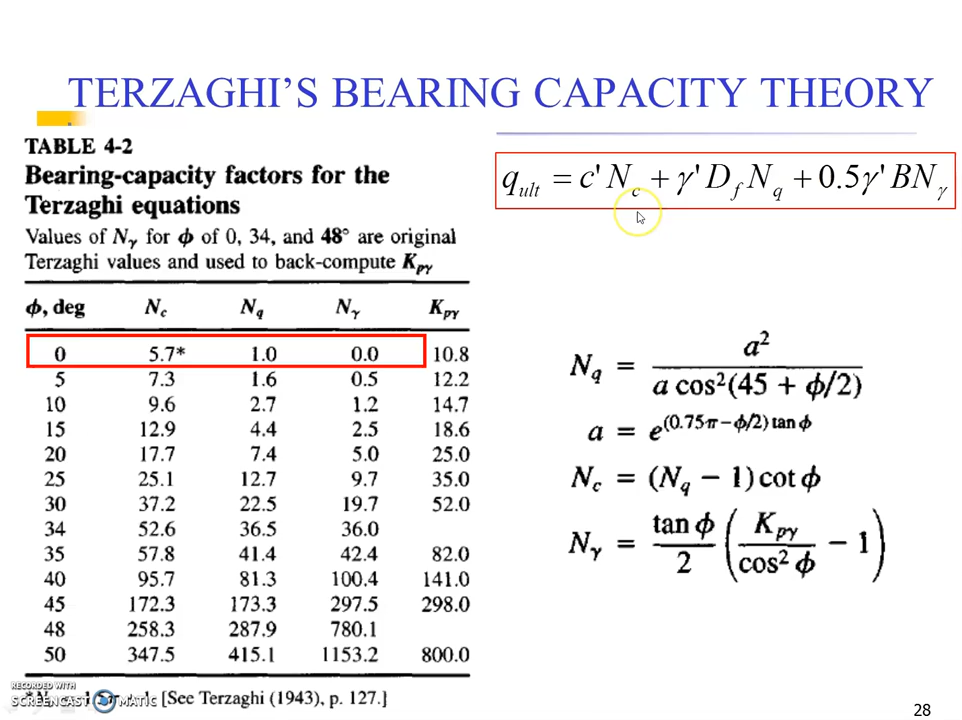 TERZAGHI’S BEARING CAPACITY THEORY
TABLE 4-2
Bearing-capacity factors for the
Terzaghi equations
Values of Nγ for ϕ of 0, 34, and 48° are original
Terzaghi values and used to back-compute Kpγ
ϕ, deg Nc Nq Nγ Kpγ
0 5.7* 1.0 0.0 10.8
5 7.3 1.6 0.5 12.2
10 9.6 2.7 1.2 14.7
15 12.9 4.4 2.5 18.6
20 17.7 7.4 5.0 25.0
25 25.1 12.7 9.7 35.0
30 37.2 22.5 19.7 52.0
34 52.6 36.5 36.0
35 57.8 41.4 42.4 82.0
40 95.7 81.3 100.4 141.0
45 172.3 173.3 297.5 298.0
48 258.3 287.9 780.1
50 347.5 415.1 1153.2 800.0
[See Terzaghi (1943), p. 127.]
q_ult = c' N_c + γ' D_f N_q + 0.5γ' BN_γ
Nq = a² / a cos²(45 + ϕ/2)
a = e^(0.75π−ϕ/2) tan ϕ
Nc = (Nq − 1) cot ϕ
Nγ = tan ϕ / 2 (Kpγ / cos² ϕ − 1)
RECORDED WITH
SCREENCAST MATIC
28